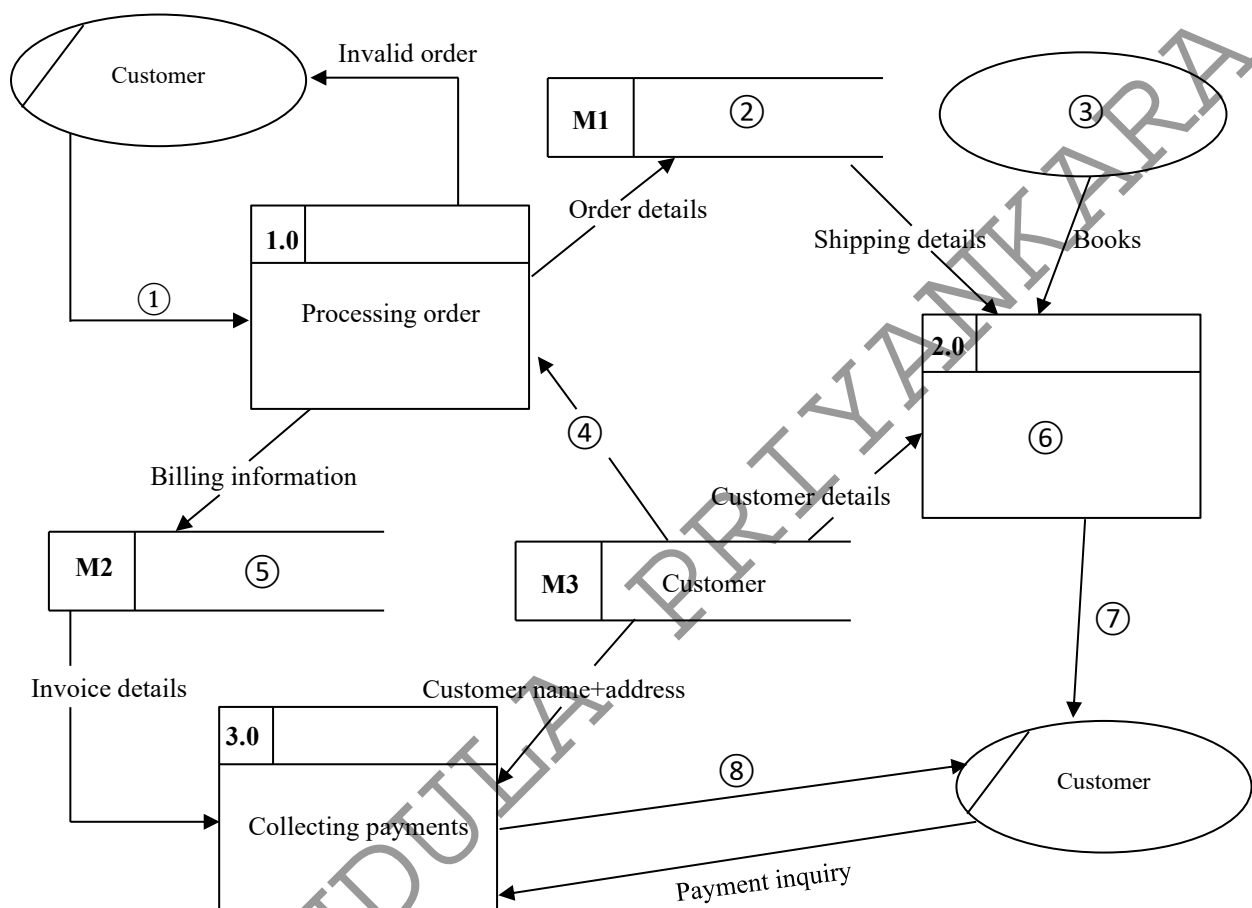 Invalid order
Customer
M1
②
③
Order details
1.0
Shipping details
Books
①
Processing order
2.0
④
⑥
Billing information
Customer details
M2
⑤
M3
Customer
⑦
Invoice details
Customer name+address
3.0
⑧
Customer
Collecting payments
Payment inquiry
DULA PRIYANKARA